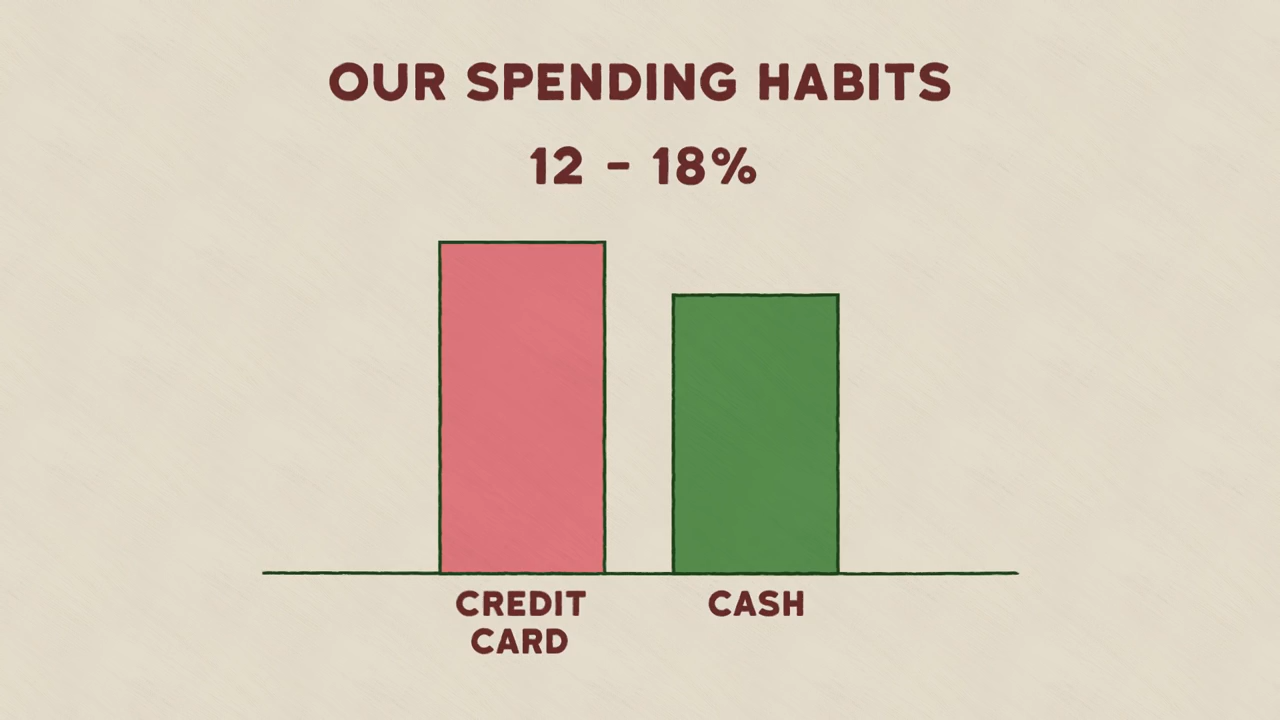 OUR SPENDING HABITS
12 - 18%
CREDIT
CARD
CASH